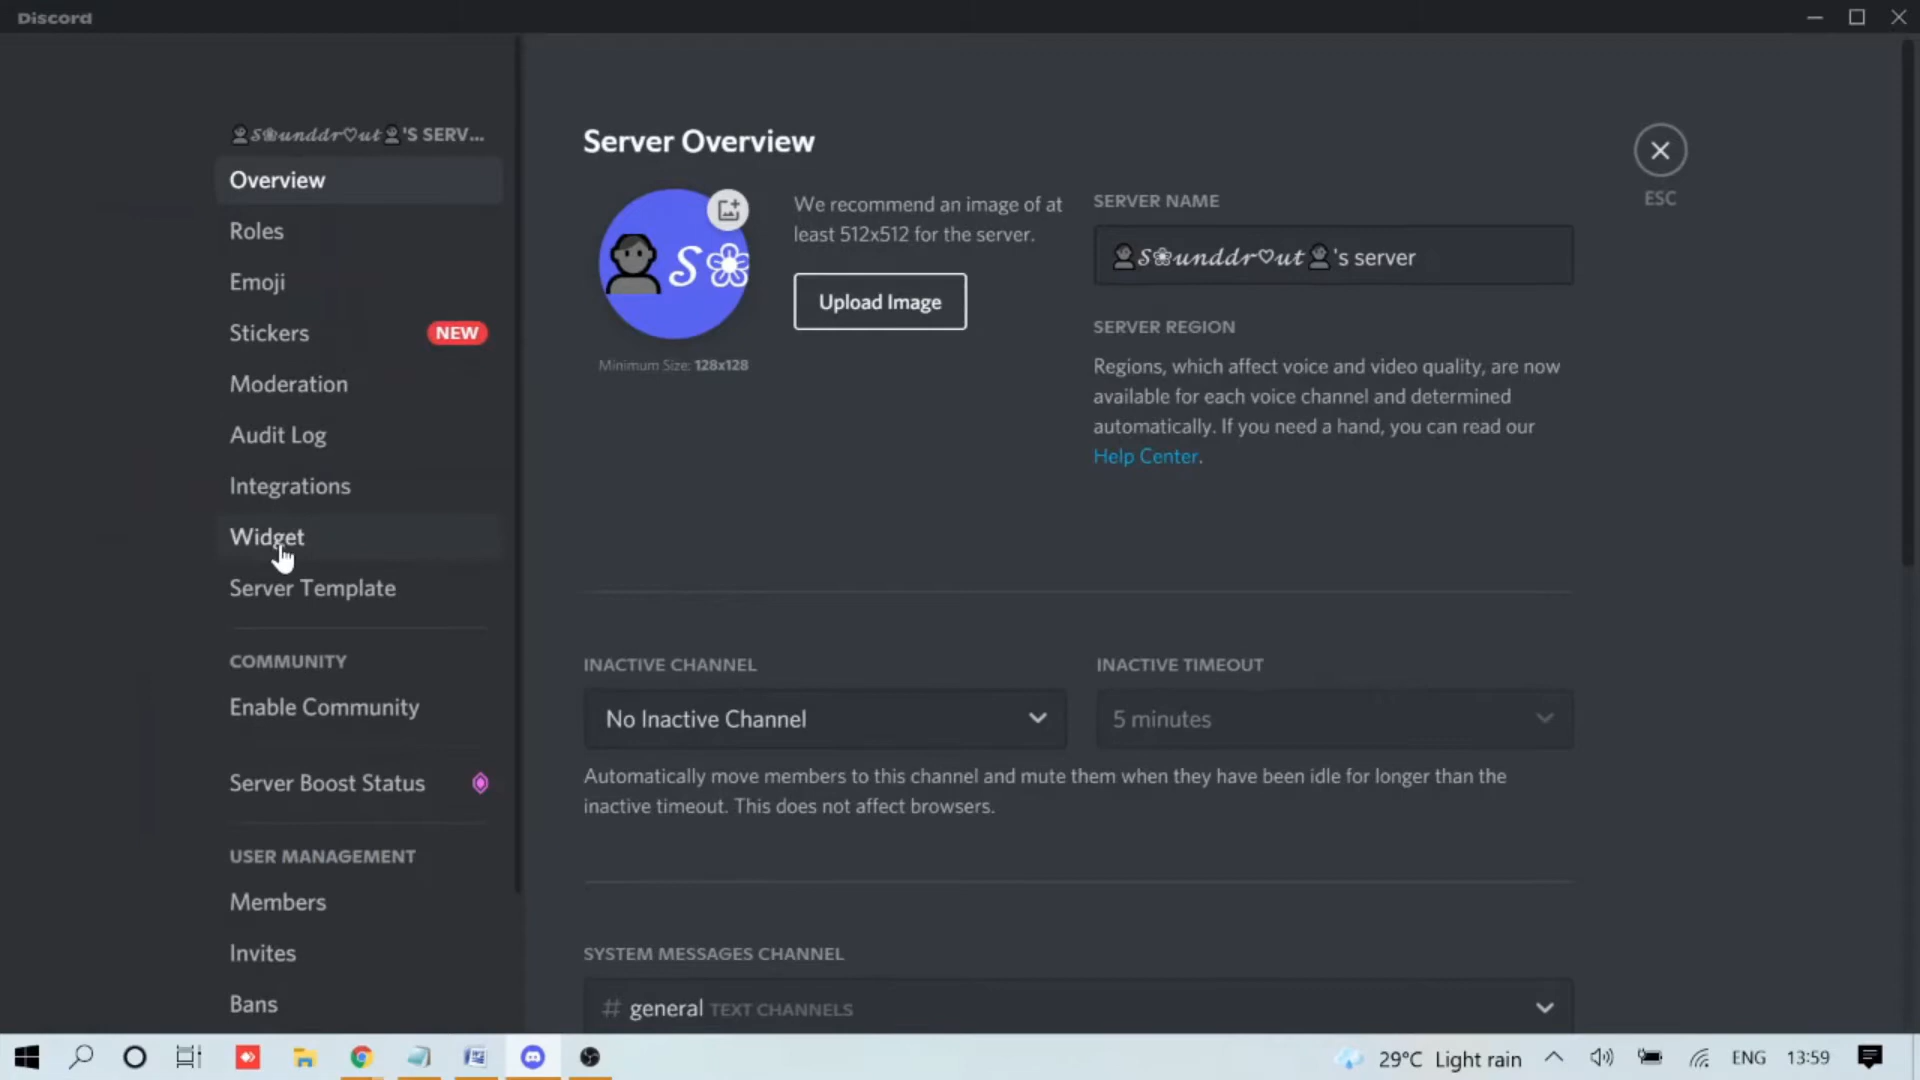 Discord
👤𝓢❀𝓾𝓷𝓭𝓭𝓻♡𝓾𝓽👤'S SERV...
Overview
Roles
Emoji
Stickers NEW
Moderation
Audit Log
Integrations
Widget
Server Template
COMMUNITY
Enable Community
Server Boost Status
USER MANAGEMENT
Members
Invites
Bans
Server Overview
𝓢❀
Minimum Size: 128x128
We recommend an image of at
least 512x512 for the server.
Upload Image
SERVER NAME
👤𝓢❀𝓾𝓷𝓭𝓭𝓻♡𝓾𝓽👤's server
SERVER REGION
Regions, which affect voice and video quality, are now
available for each voice channel and determined
automatically. If you need a hand, you can read our
Help Center.
ESC
INACTIVE CHANNEL
No Inactive Channel
INACTIVE TIMEOUT
5 minutes
Automatically move members to this channel and mute them when they have been idle for longer than the
inactive timeout. This does not affect browsers.
SYSTEM MESSAGES CHANNEL
# general TEXT CHANNELS
29°C Light rain ENG 13:59